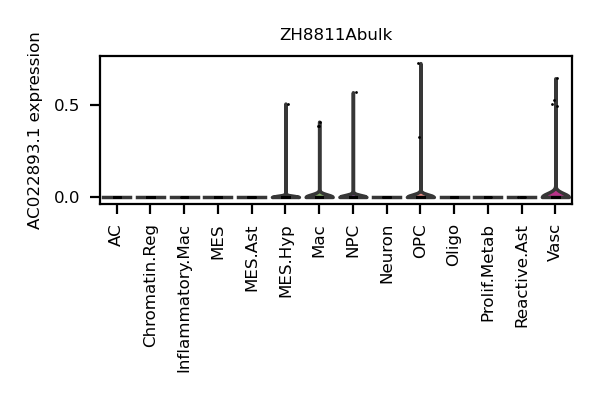 ZH8811Abulk
AC022893.1 expression
0.5
0.0
AC
Chromatin.Reg
Inflammatory.Mac
MES
MES.Ast
MES.Hyp
Mac
NPC
Neuron
OPC
Oligo
Prolif.Metab
Reactive.Ast
Vasc